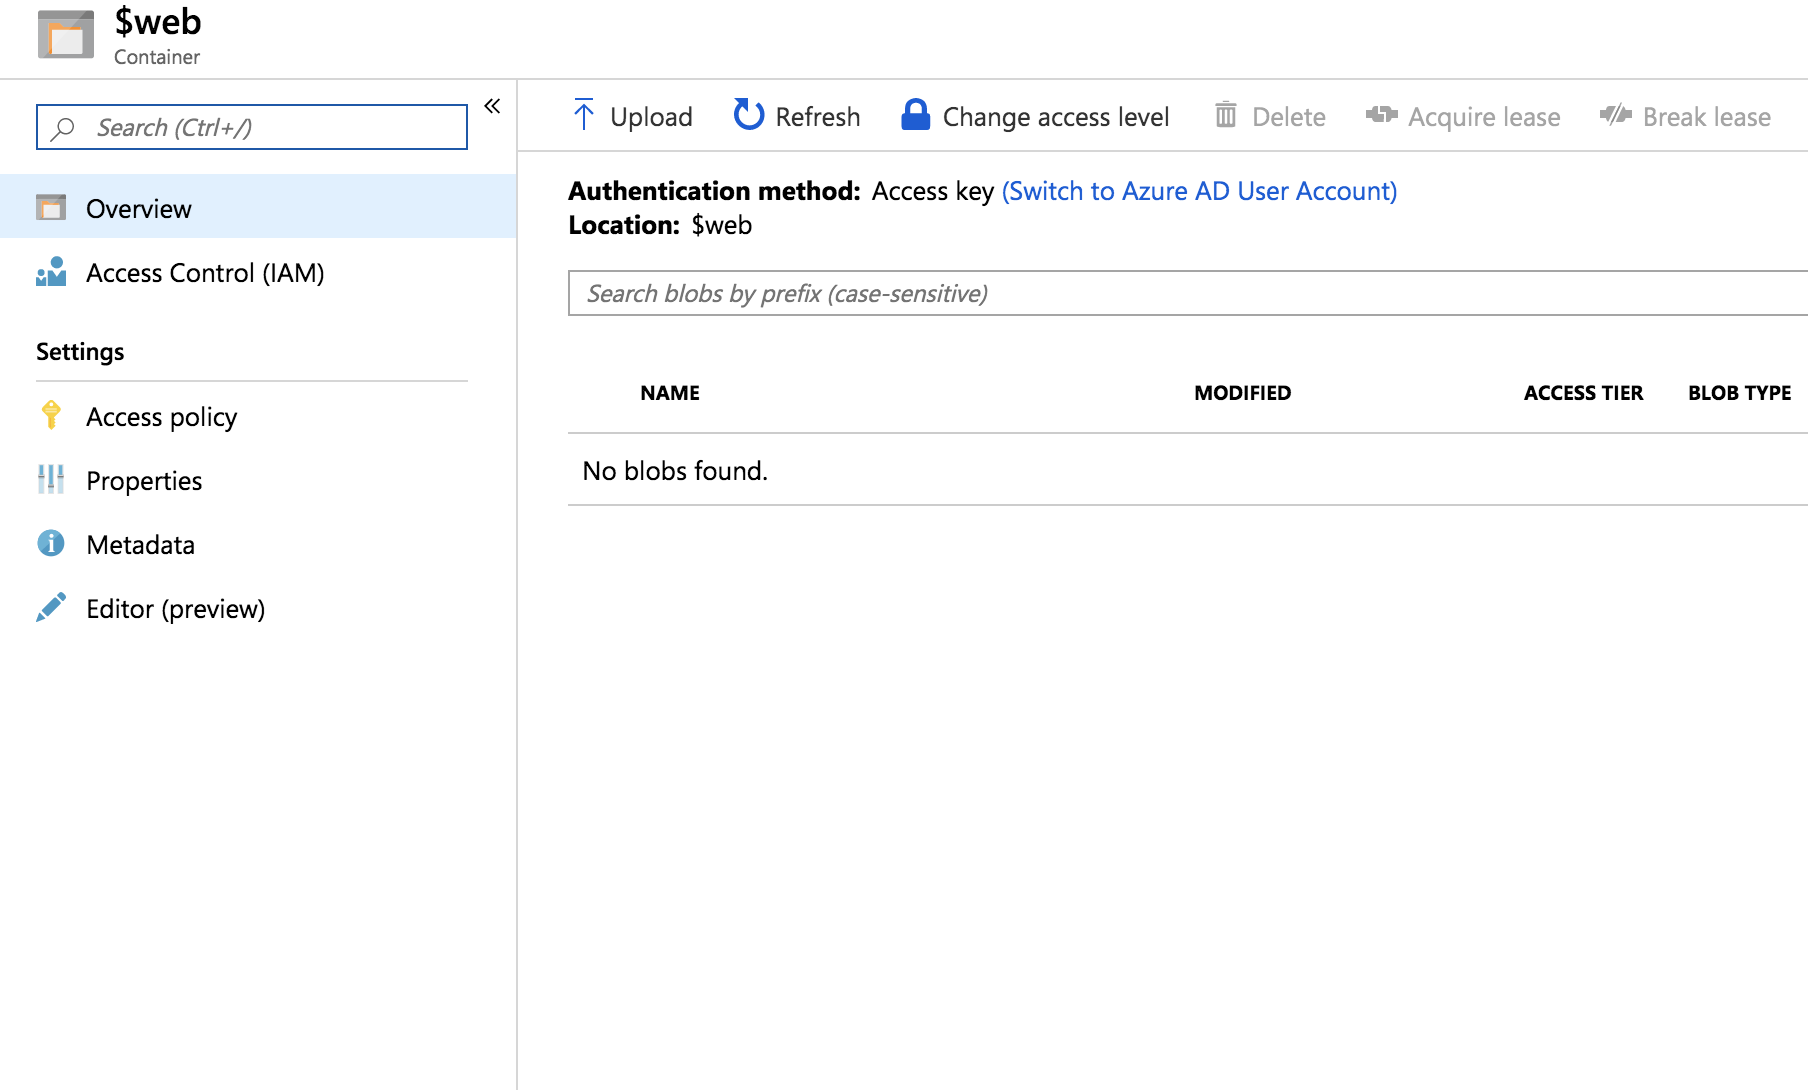 $web
Container
Search (Ctrl+/)
«
Overview
Access Control (IAM)
Settings
Access policy
Properties
Metadata
Editor (preview)
Upload Refresh Change access level Delete Acquire lease Break lease
Authentication method: Access key (Switch to Azure AD User Account)
Location: $web
Search blobs by prefix (case-sensitive)
NAME MODIFIED ACCESS TIER BLOB TYPE
No blobs found.